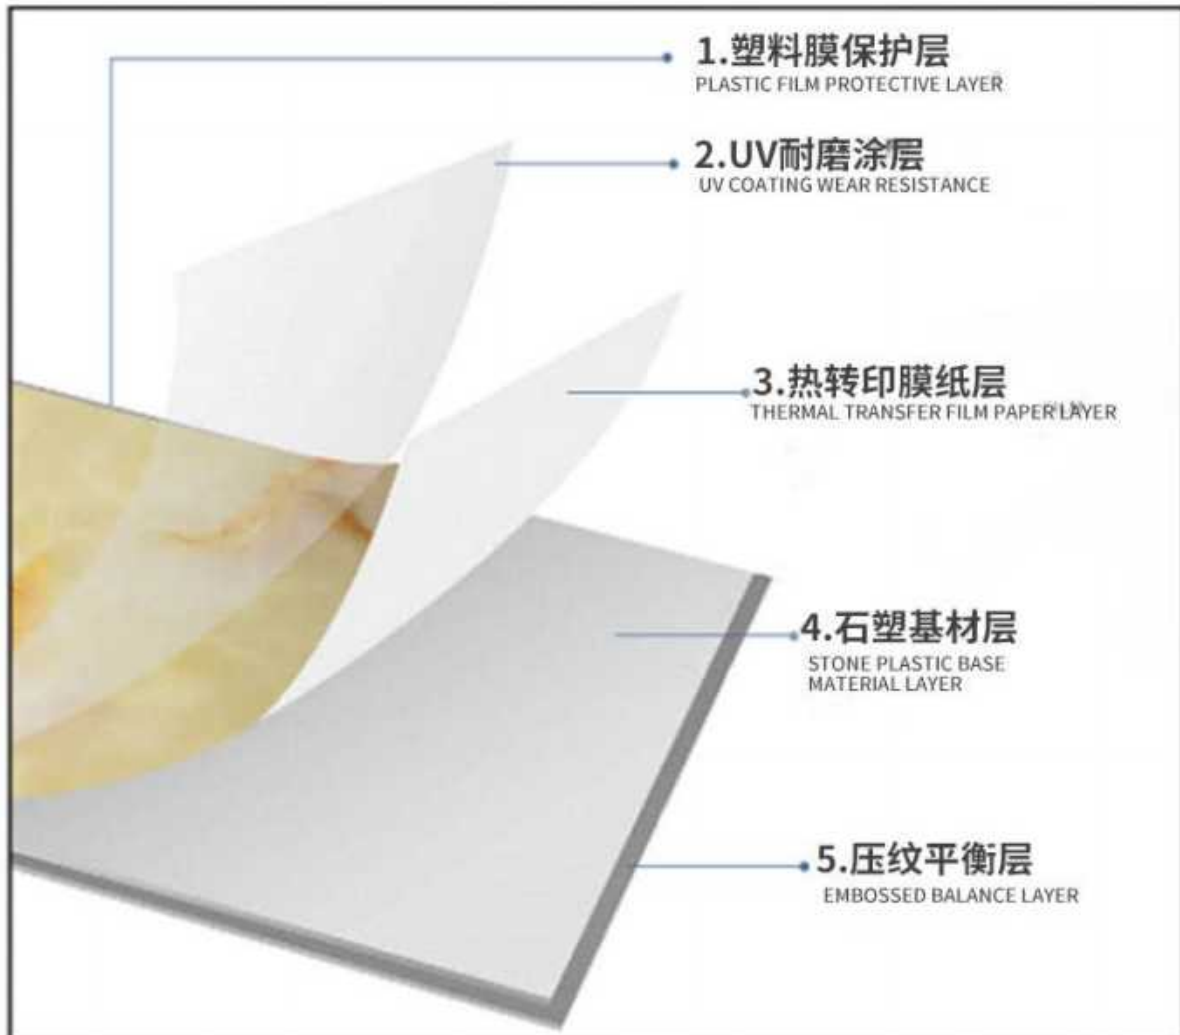 1.塑料膜保护层
PLASTIC FILM PROTECTIVE LAYER
2.UV耐磨涂层
UV COATING WEAR RESISTANCE
3.热转印膜纸层
THERMAL TRANSFER FILM PAPER LAYER
4.石塑基材层
STONE PLASTIC BASE
MATERIAL LAYER
5.压纹平衡层
EMBOSSED BALANCE LAYER